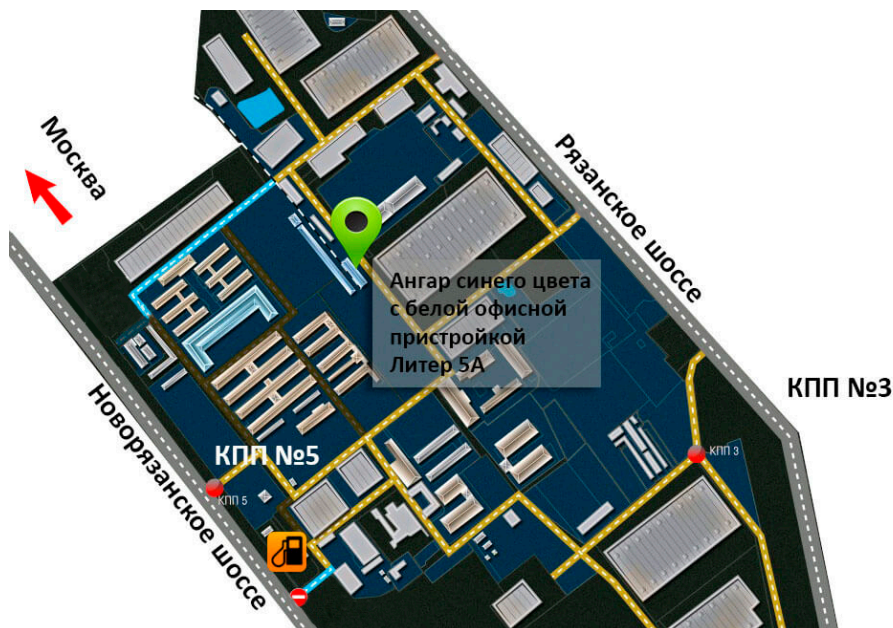 Москва
Рязанское шоссе
Ангар синего цвета
с белой офисной
пристройкой
Литер 5А
КПП №3
Новорязанское шоссе
КПП №5
КПП 3
КПП 5